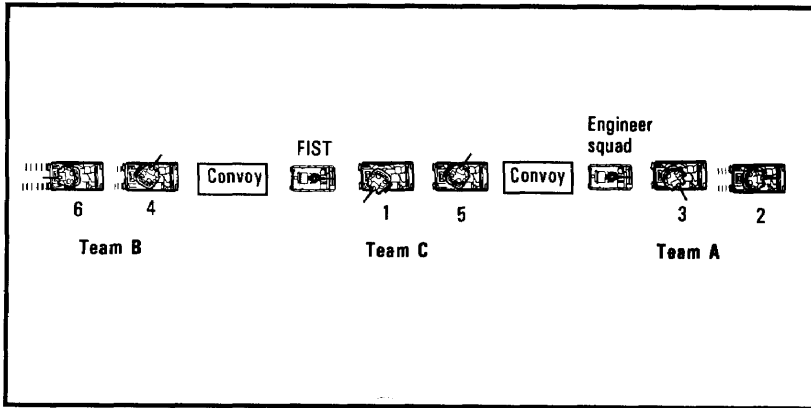 Engineer
squad
FIST
Convoy
Convoy
6
4
1
5
3
2
Team B
Team C
Team A